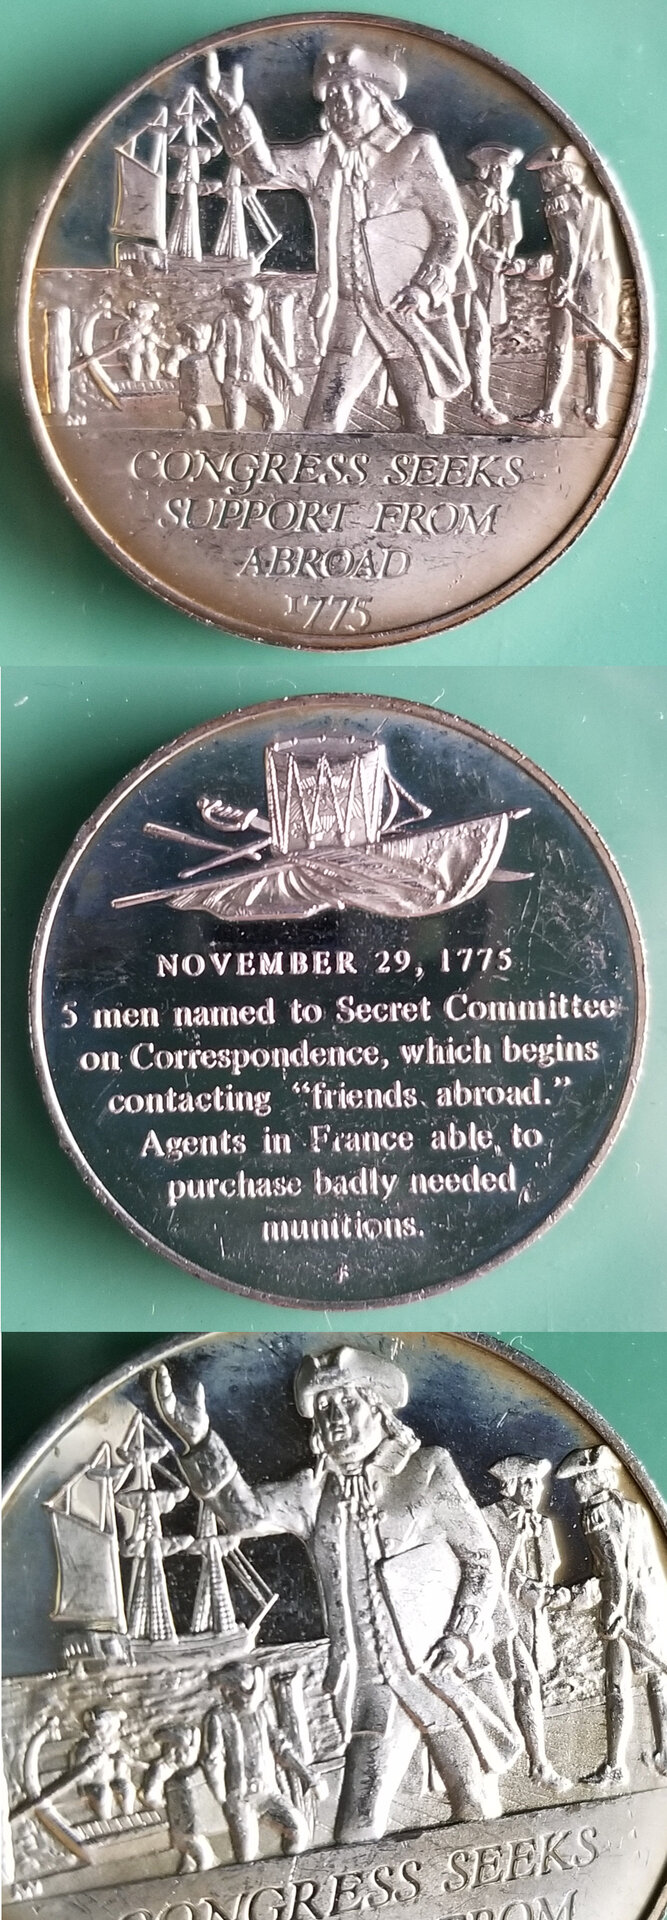 CONGRESS SEEKS
SUPPORT FROM
ABROAD
1775
NOVEMBER 29, 1775
5 men named to Secret Committee
on Correspondence, which begins
contacting “friends abroad.”
Agents in France able to
purchase badly needed
munitions.
CONGRESS SEEKS
FROM